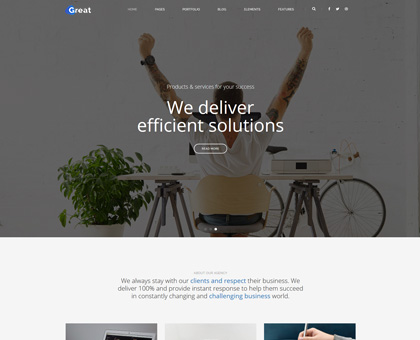 Great
HOME PAGES PORTFOLIO BLOG ELEMENTS FEATURES
Products & services for your success
We deliver
efficient solutions
READ MORE
ABOUT OUR AGENCY
We always stay with our clients and respect their business. We
deliver 100% and provide instant response to help them succeed
in constantly changing and challenging business world.